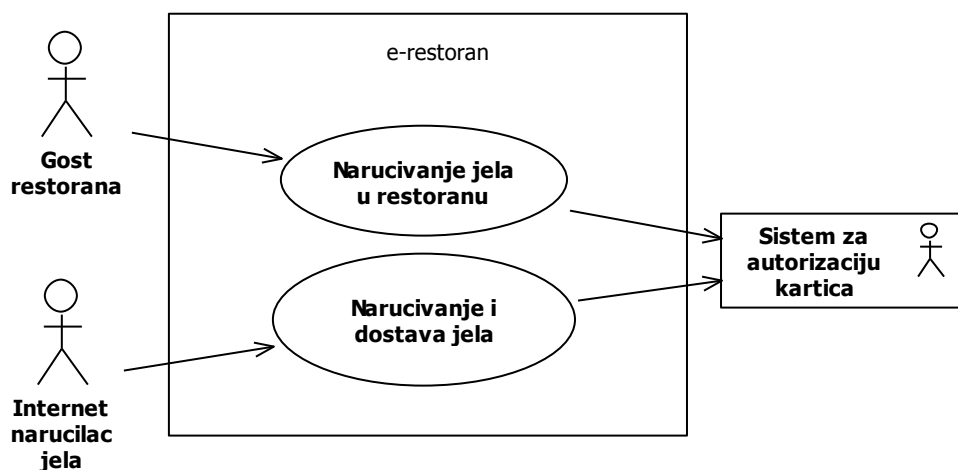 e-restoran
Gost
restorana
Narucivanje jela
u restoranu
Sistem za
autorizaciju
kartica
Narucivanje i
dostava jela
Internet
narucilac
jela